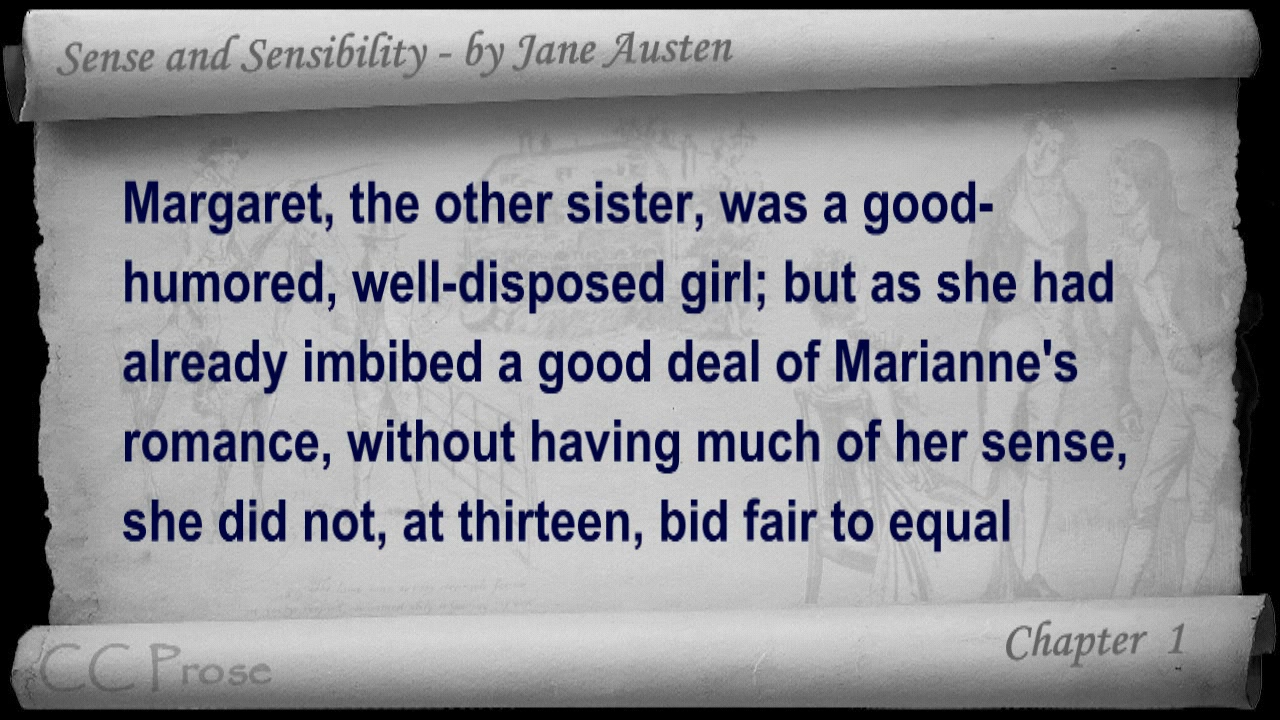 Sense and Sensibility - by Jane Austen
Margaret, the other sister, was a good-
humored, well-disposed girl; but as she had
already imbibed a good deal of Marianne's
romance, without having much of her sense,
she did not, at thirteen, bid fair to equal
Chapter 1
CC Prose